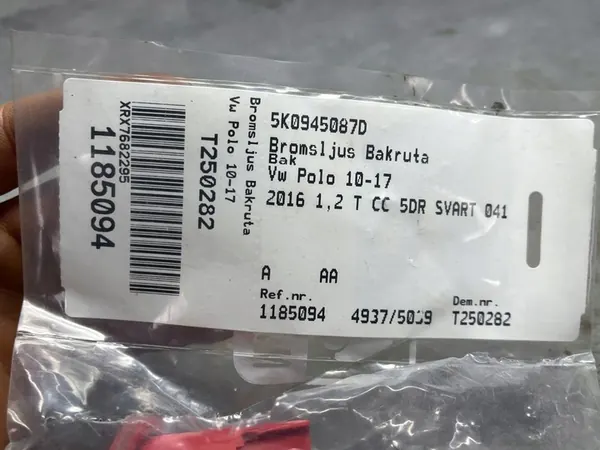 5K0945087D
Bromsljus Bakruta
Bak
Vw Polo 10-17
2016 1,2 T CC 5DR SVART 041
A AA
Ref.nr. Dem.nr.
1185094 4937/5039 T250282
Bromsljus Bakruta
Vw Polo 10-17
T250282
XRX7682295
1185094